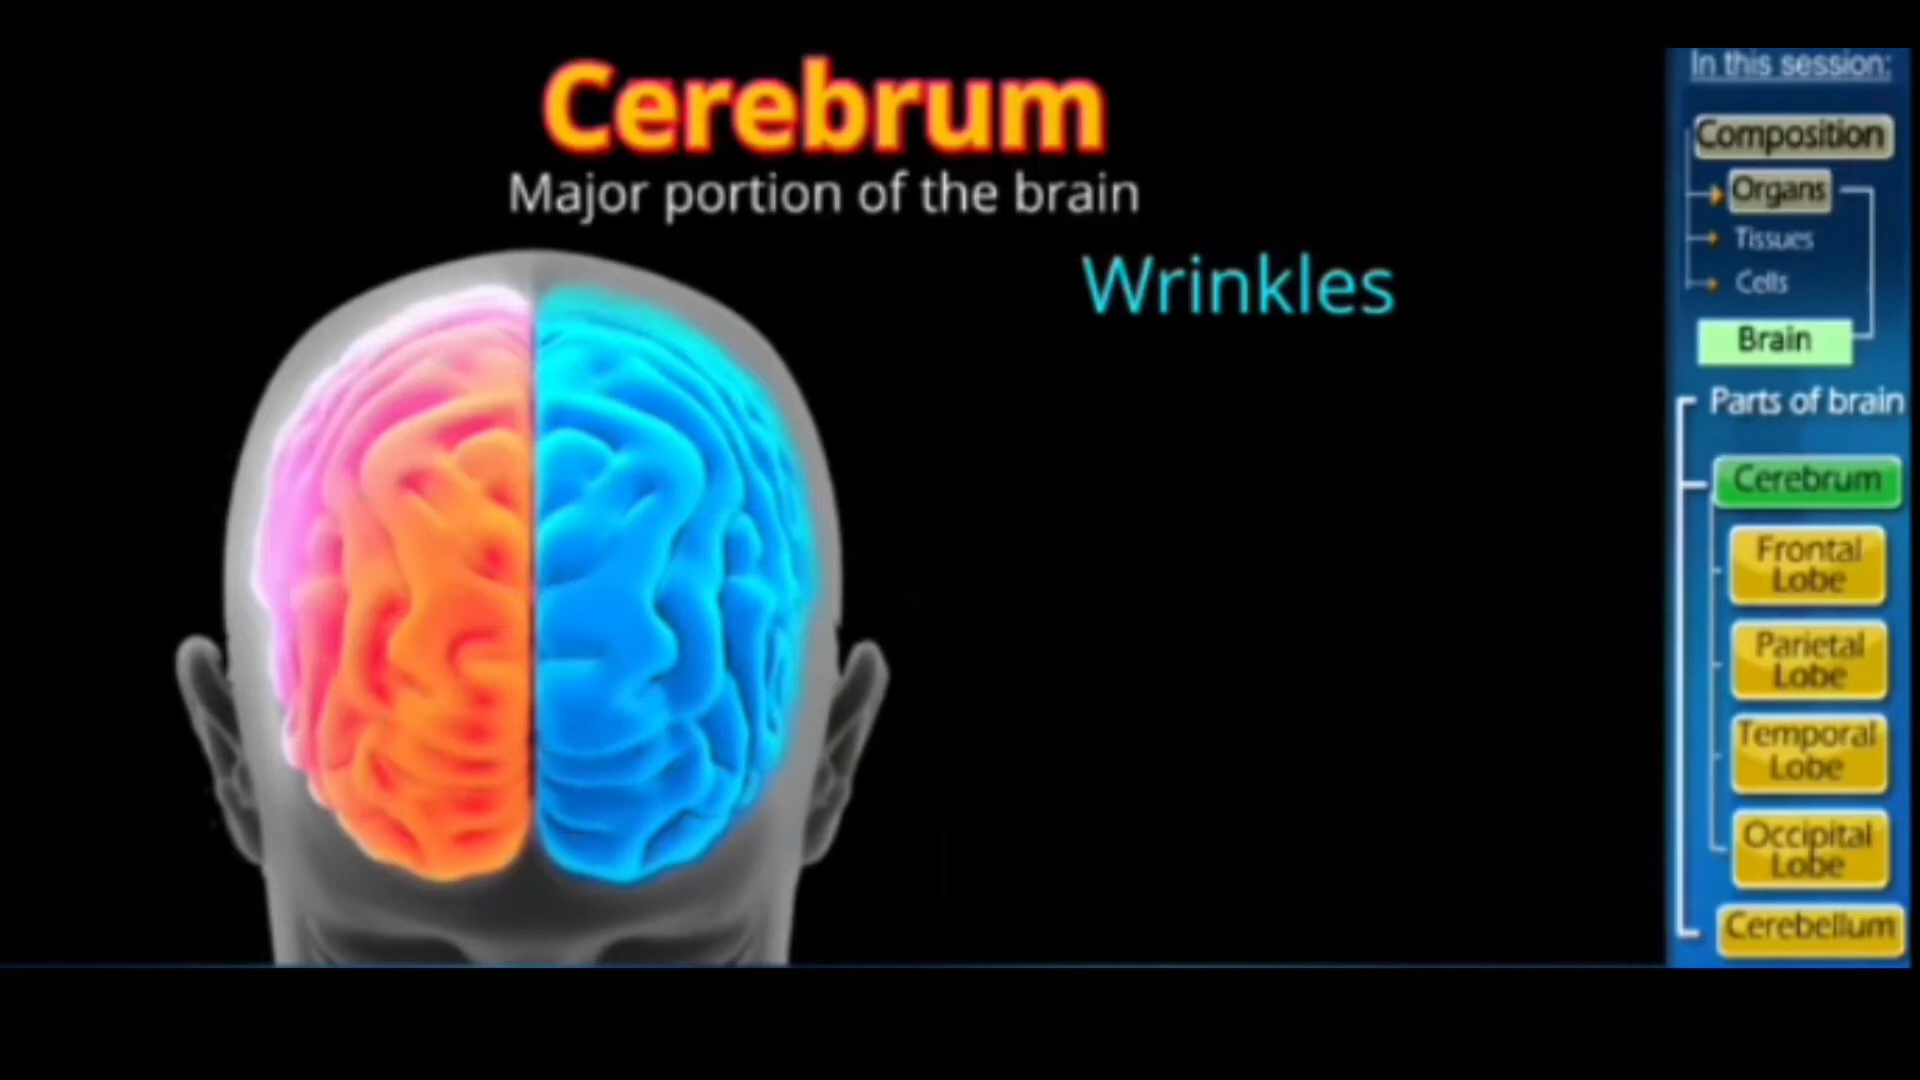 Cerebrum
Major portion of the brain
Wrinkles
In this session:
Composition
Organs
Tissues
Cells
Brain
Parts of brain
Cerebrum
Frontal
Lobe
Parietal
Lobe
Temporal
Lobe
Occipital
Lobe
Cerebellum